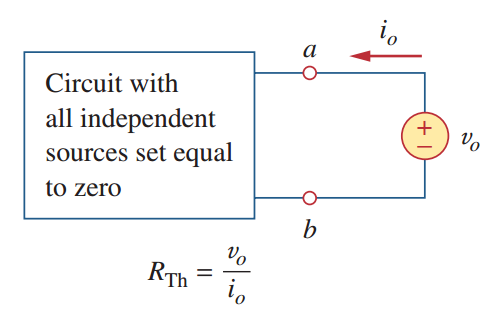 i_o
a
Circuit with
all independent
sources set equal
to zero
+
−
v_o
b
R_Th = v_o / i_o